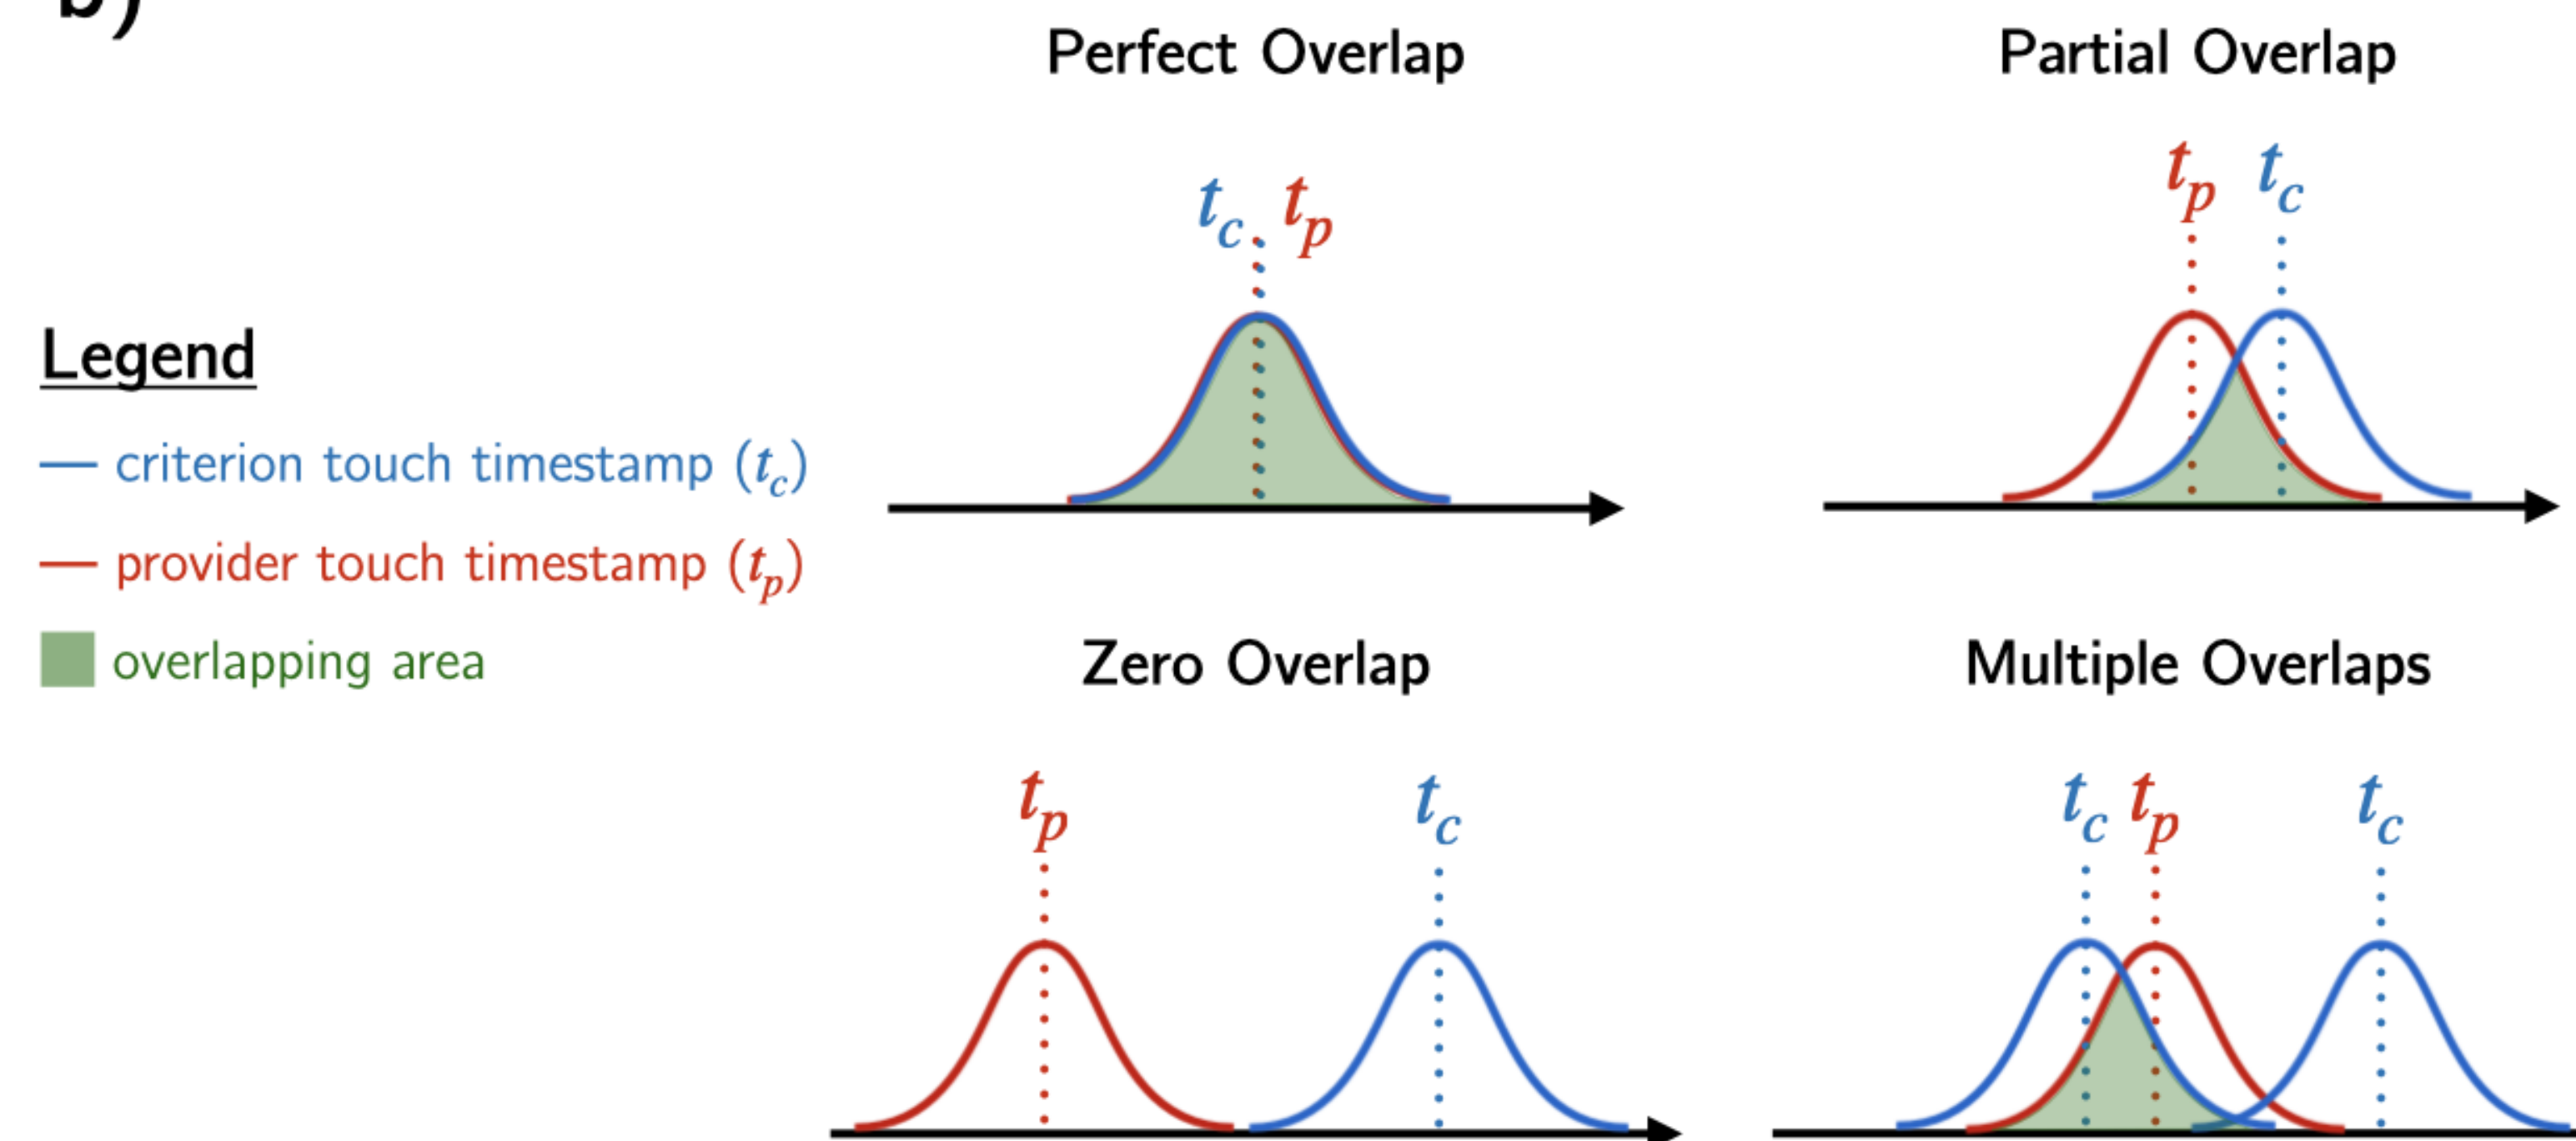 b)
Perfect Overlap
Partial Overlap
t_c t_p
t_p t_c
Legend
criterion touch timestamp (t_c)
provider touch timestamp (t_p)
overlapping area
Zero Overlap
Multiple Overlaps
t_p
t_c
t_c t_p
t_c